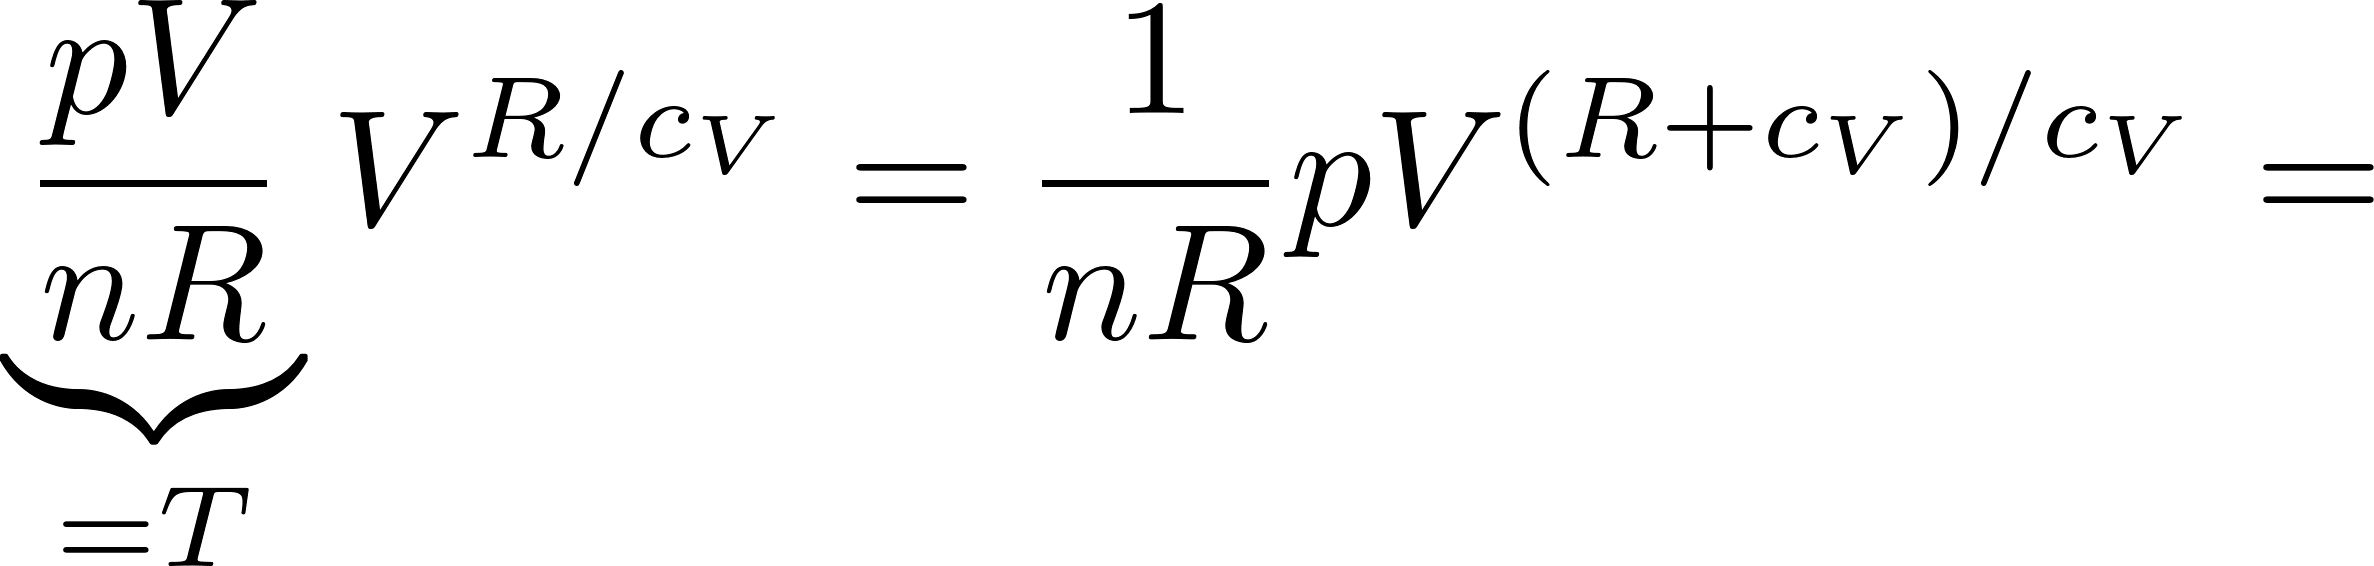 \underbrace{\frac{pV}{nR}}_{=T} V^{R/c_V} = \frac{1}{nR} pV^{(R+c_V)/c_V} =